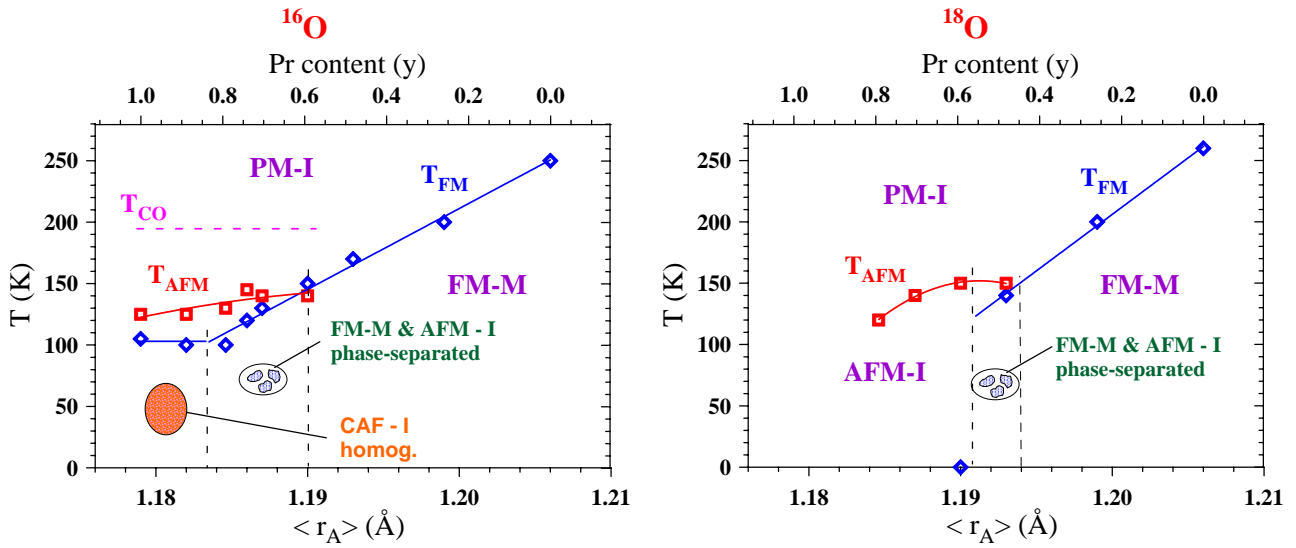 16O
Pr content (y)
1.0 0.8 0.6 0.4 0.2 0.0
250
200
150
100
50
0
T (K)
PM-I
TCO
TFM
TAFM
FM-M
FM-M & AFM - I
phase-separated
CAF - I
homog.
1.18 1.19 1.20 1.21
< rA > (Å)
18O
Pr content (y)
1.0 0.8 0.6 0.4 0.2 0.0
250
200
150
100
50
0
T (K)
PM-I
TFM
TAFM
FM-M
FM-M & AFM - I
phase-separated
AFM-I
1.18 1.19 1.20 1.21
< rA > (Å)